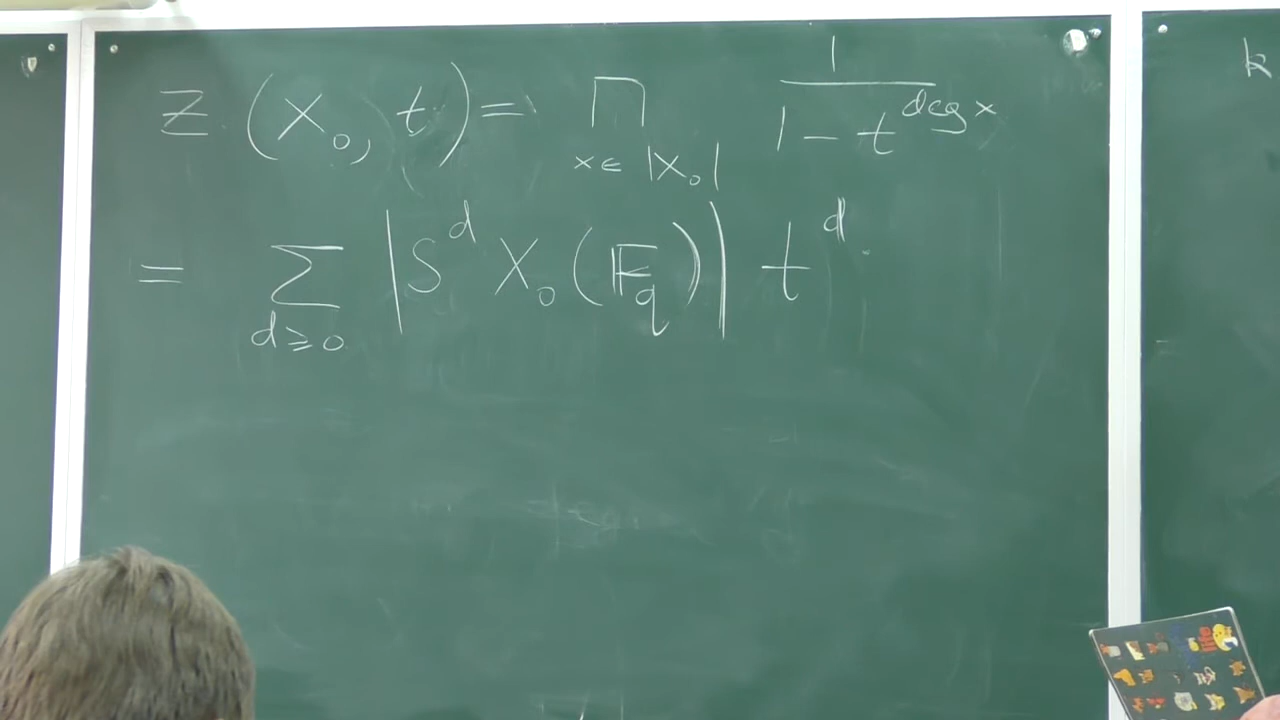 Z(X₀, t) = ∏_{x ∈ |X₀|} 1 / (1 − t^{deg x})
= ∑_{d ⩾ 0} |S^d X₀(𝔽_q)| t^d
k